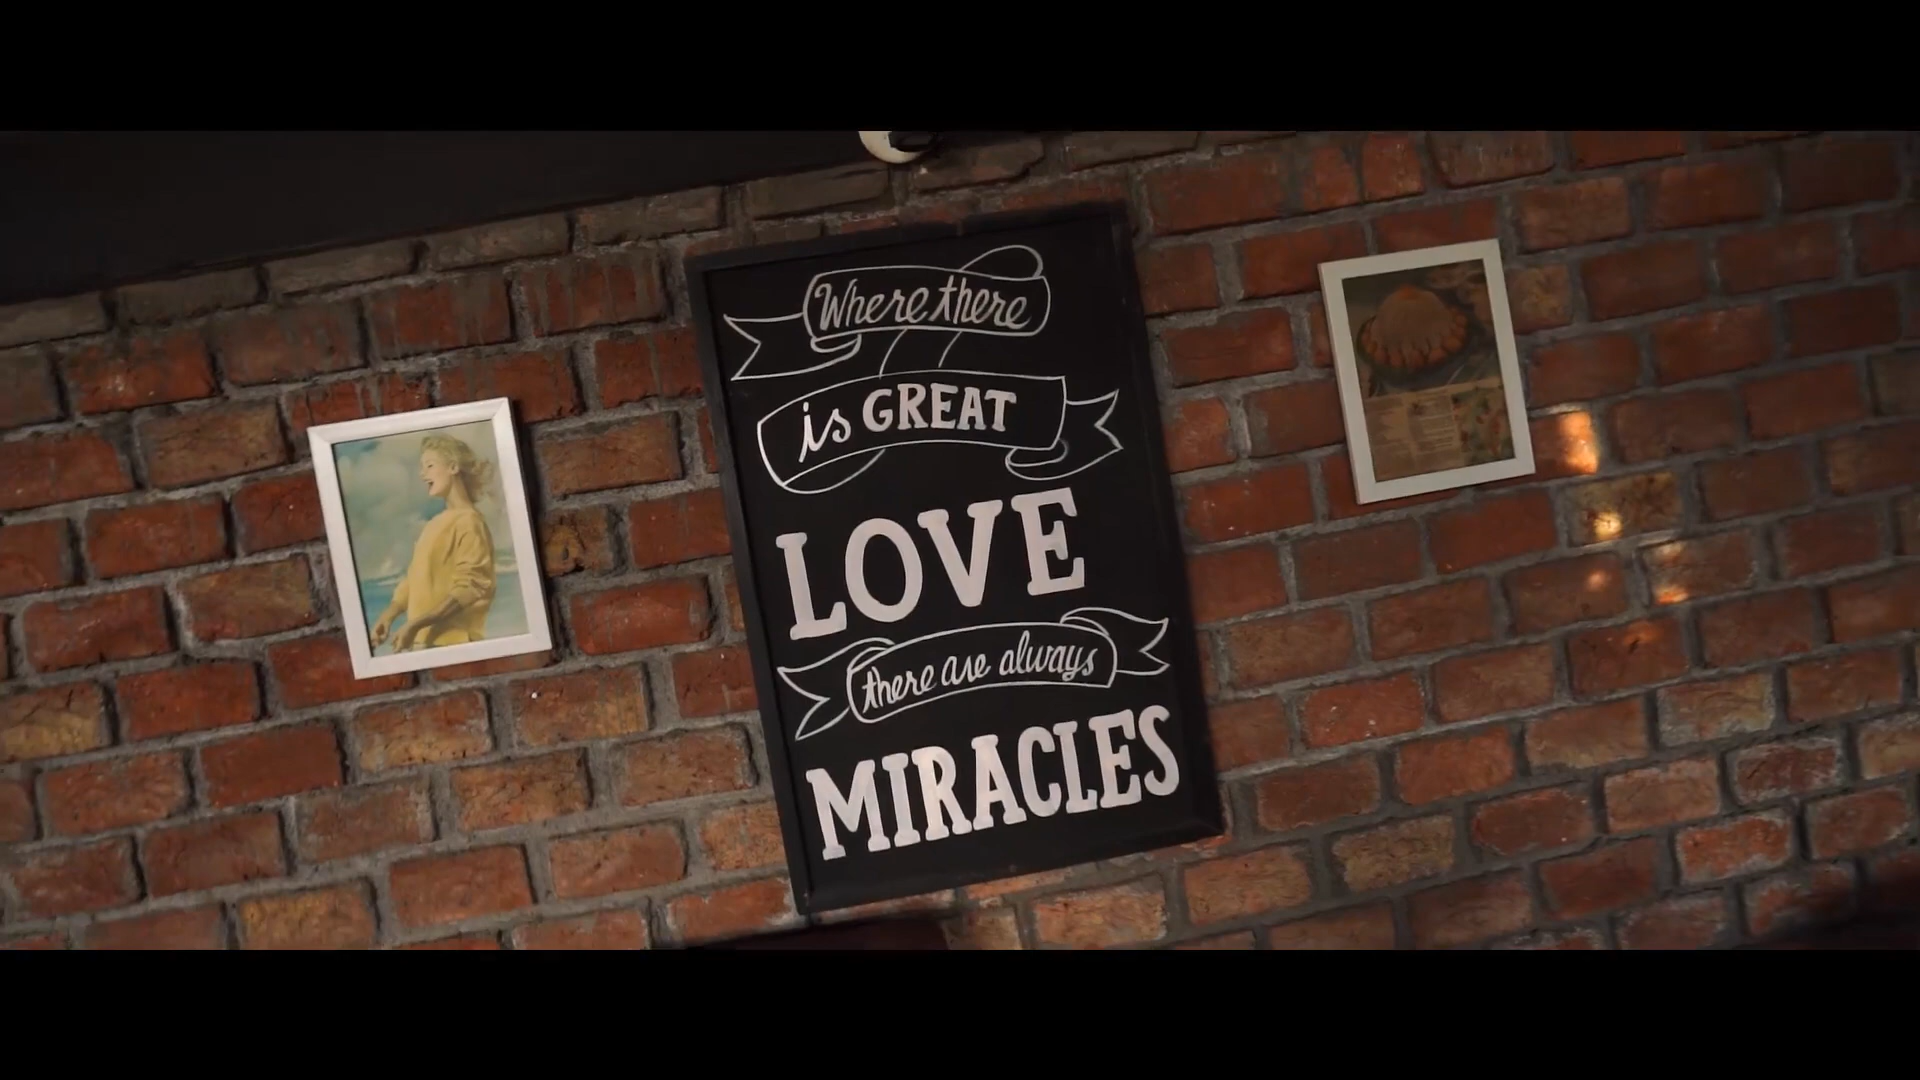 Where there
is GREAT
LOVE
there are always
MIRACLES